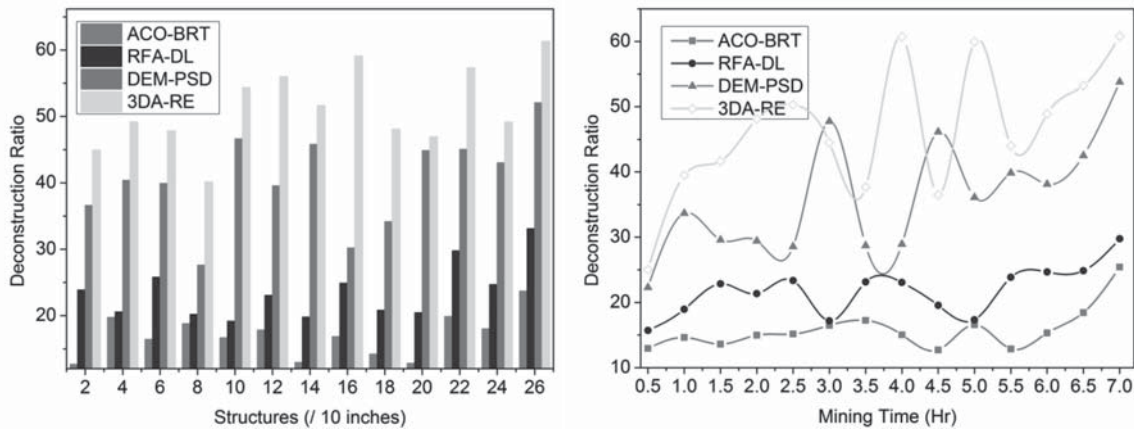 ACO-BRT
RFA-DL
DEM-PSD
3DA-RE
60
50
40
30
20
Deconstruction Ratio
2 4 6 8 10 12 14 16 18 20 22 24 26
Structures (/ 10 inches)
ACO-BRT
RFA-DL
DEM-PSD
3DA-RE
60
50
40
30
20
10
Deconstruction Ratio
0.5 1.0 1.5 2.0 2.5 3.0 3.5 4.0 4.5 5.0 5.5 6.0 6.5 7.0
Mining Time (Hr)